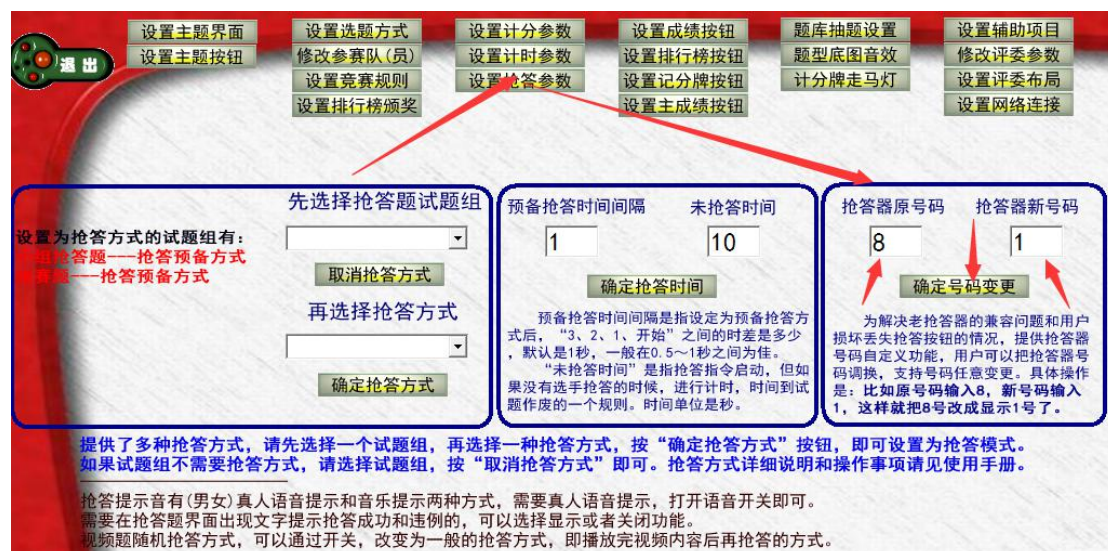 退出
设置主题界面
设置主题按钮
设置选题方式
修改参赛队(员)
设置竞赛规则
设置排行榜颁奖
设置计分参数
设置计时参数
设置抢答参数
设置成绩按钮
设置排行榜按钮
设置记分牌按钮
设置主成绩按钮
题库抽题设置
题型底图音效
计分牌走马灯
设置辅助项目
修改评委参数
设置评委布局
设置网络连接
先选择抢答题试题组
设置为抢答方式的试题组有:
抢答题---抢答预备方式
题---抢答预备方式
取消抢答方式
再选择抢答方式
确定抢答方式
预备抢答时间间隔
未抢答时间
1
10
确定抢答时间
预备抢答时间间隔是指设定为预备抢答方
式后，“3、2、1、开始”之间的时差是多少
，默认是1秒，一般在0.5～1秒之间为佳。
“未抢答时间”是指抢答指令启动，但如
果没有选手抢答的时候，进行计时，时间到试
题作废的一个规则。时间单位是秒。
抢答器原号码
抢答器新号码
8
1
确定号码变更
为解决老抢答器的兼容问题和用户
损坏丢失抢答按钮的情况，提供抢答器
号码自定义功能，用户可以把抢答器号
码调换，支持号码任意变更。具体操作
是：比如原号码输入8，新号码输入
1，这样就把8号改成显示1号了。
提供了多种抢答方式，请先选择一个试题组，再选择一种抢答方式，按“确定抢答方式”按钮，即可设置为抢答模式。
如果试题组不需要抢答方式，请选择试题组，按“取消抢答方式”即可。抢答方式详细说明和操作事项请见使用手册。
抢答提示音有(男女)真人语音提示和音乐提示两种方式，需要真人语音提示，打开语音开关即可。
需要在抢答题界面出现文字提示抢答成功和违例的，可以选择显示或者关闭功能。
视频题随机抢答方式，可以通过开关，改变为一般的抢答方式，即播放完视频内容后再抢答的方式。